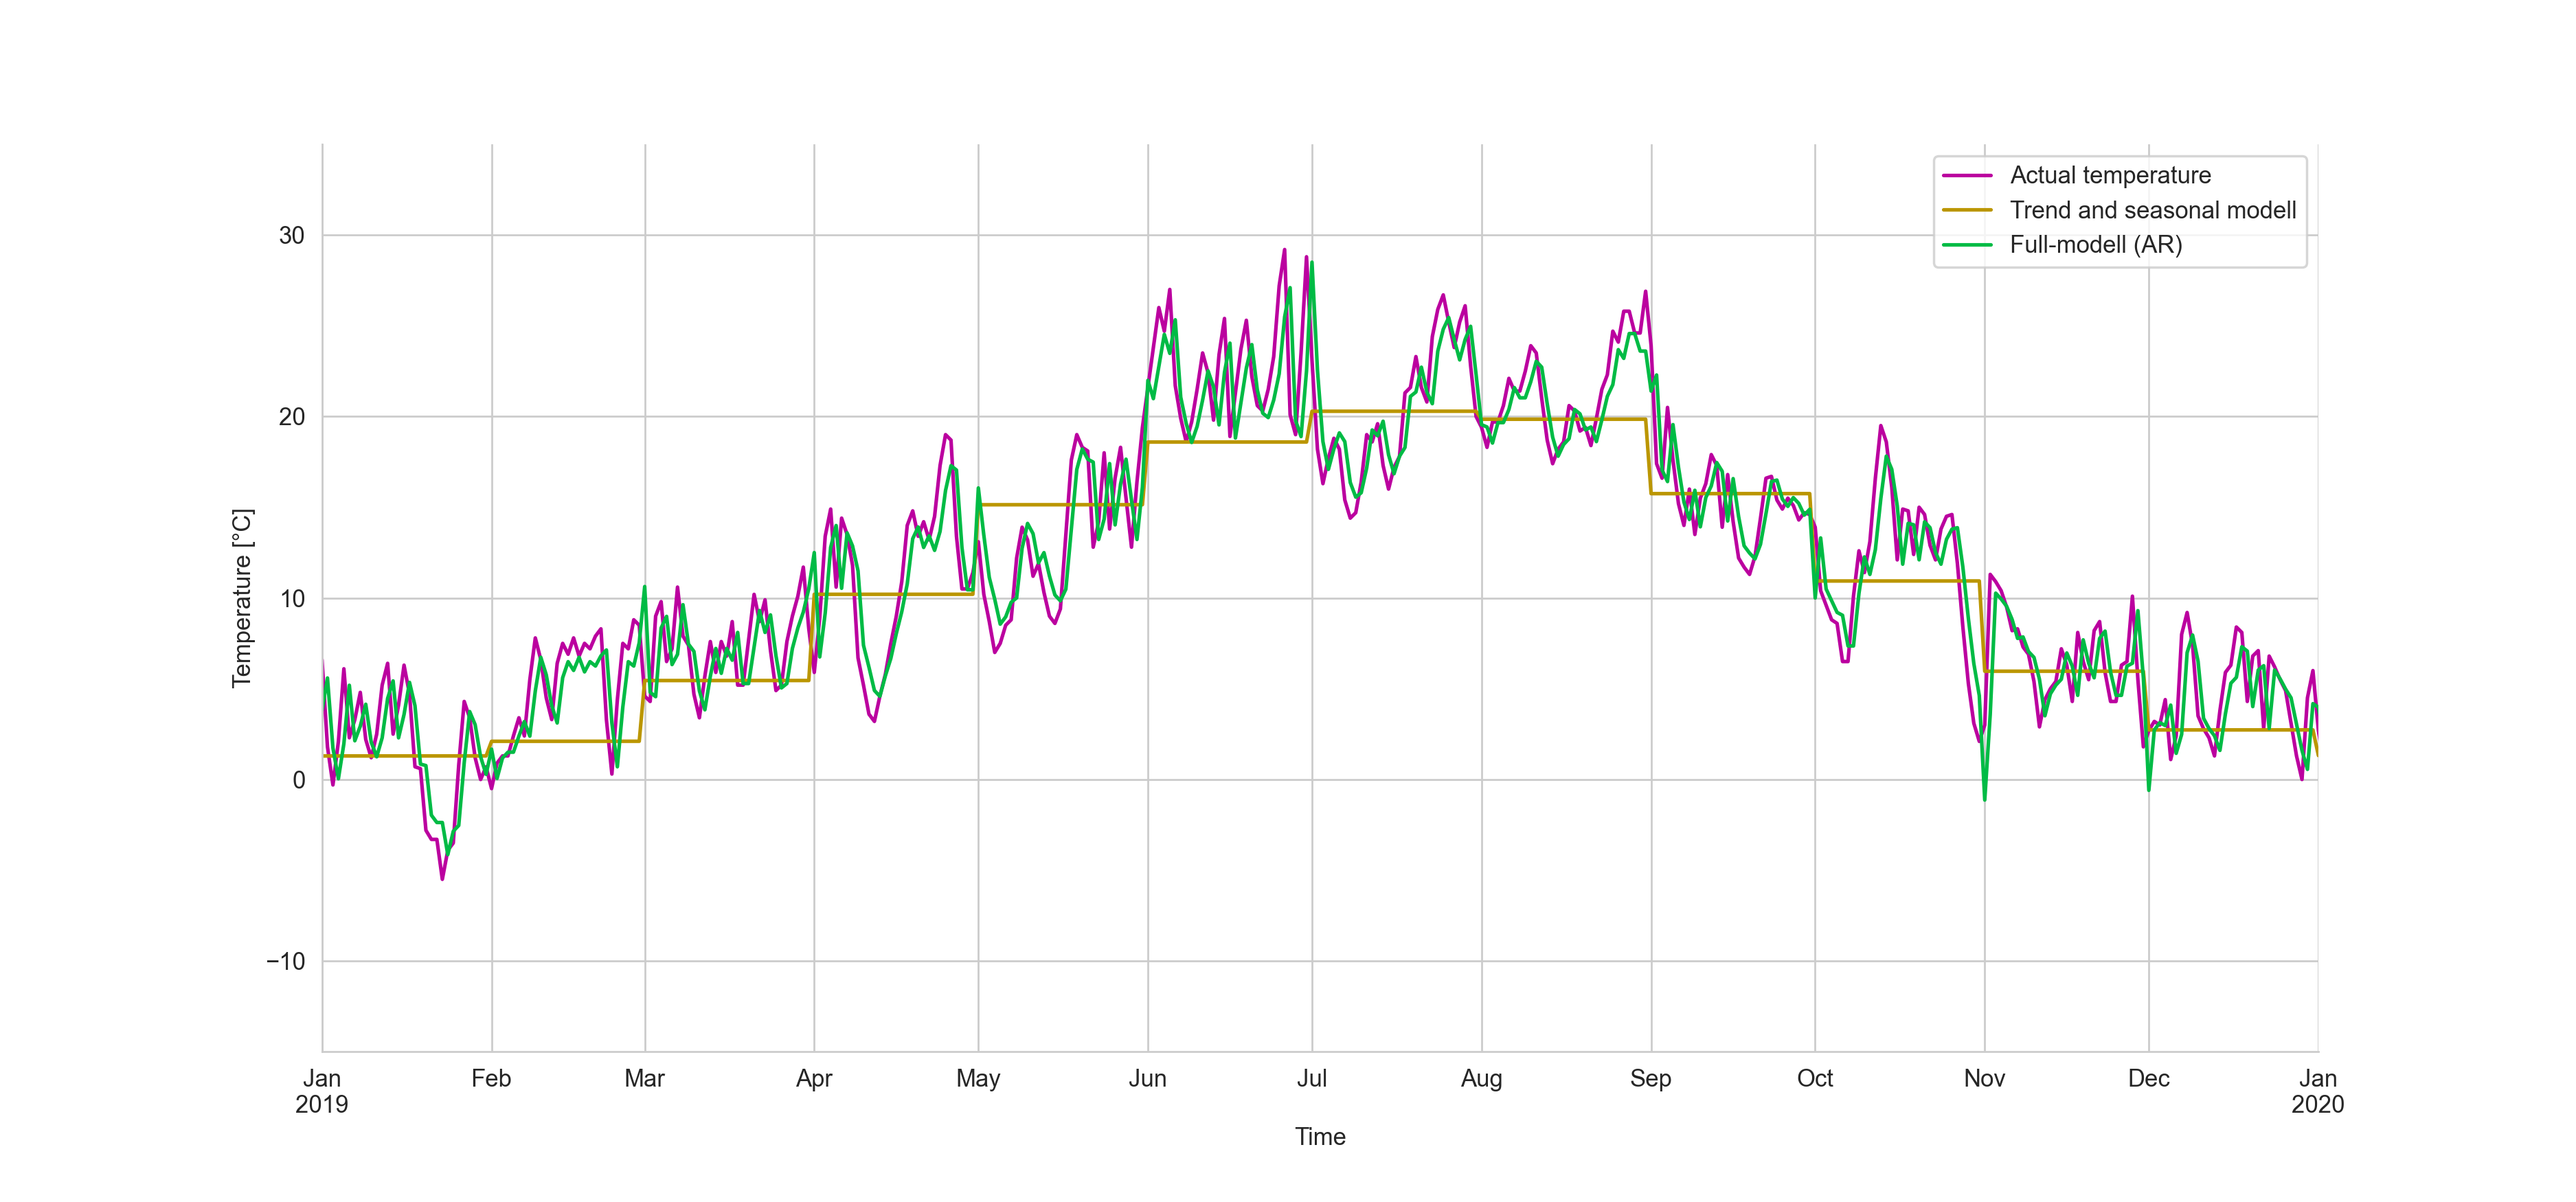 Actual temperature
Trend and seasonal modell
Full-modell (AR)
30
20
10
0
−10
Temperature [°C]
Jan Feb Mar Apr May Jun Jul Aug Sep Oct Nov Dec Jan
2019 2020
Time